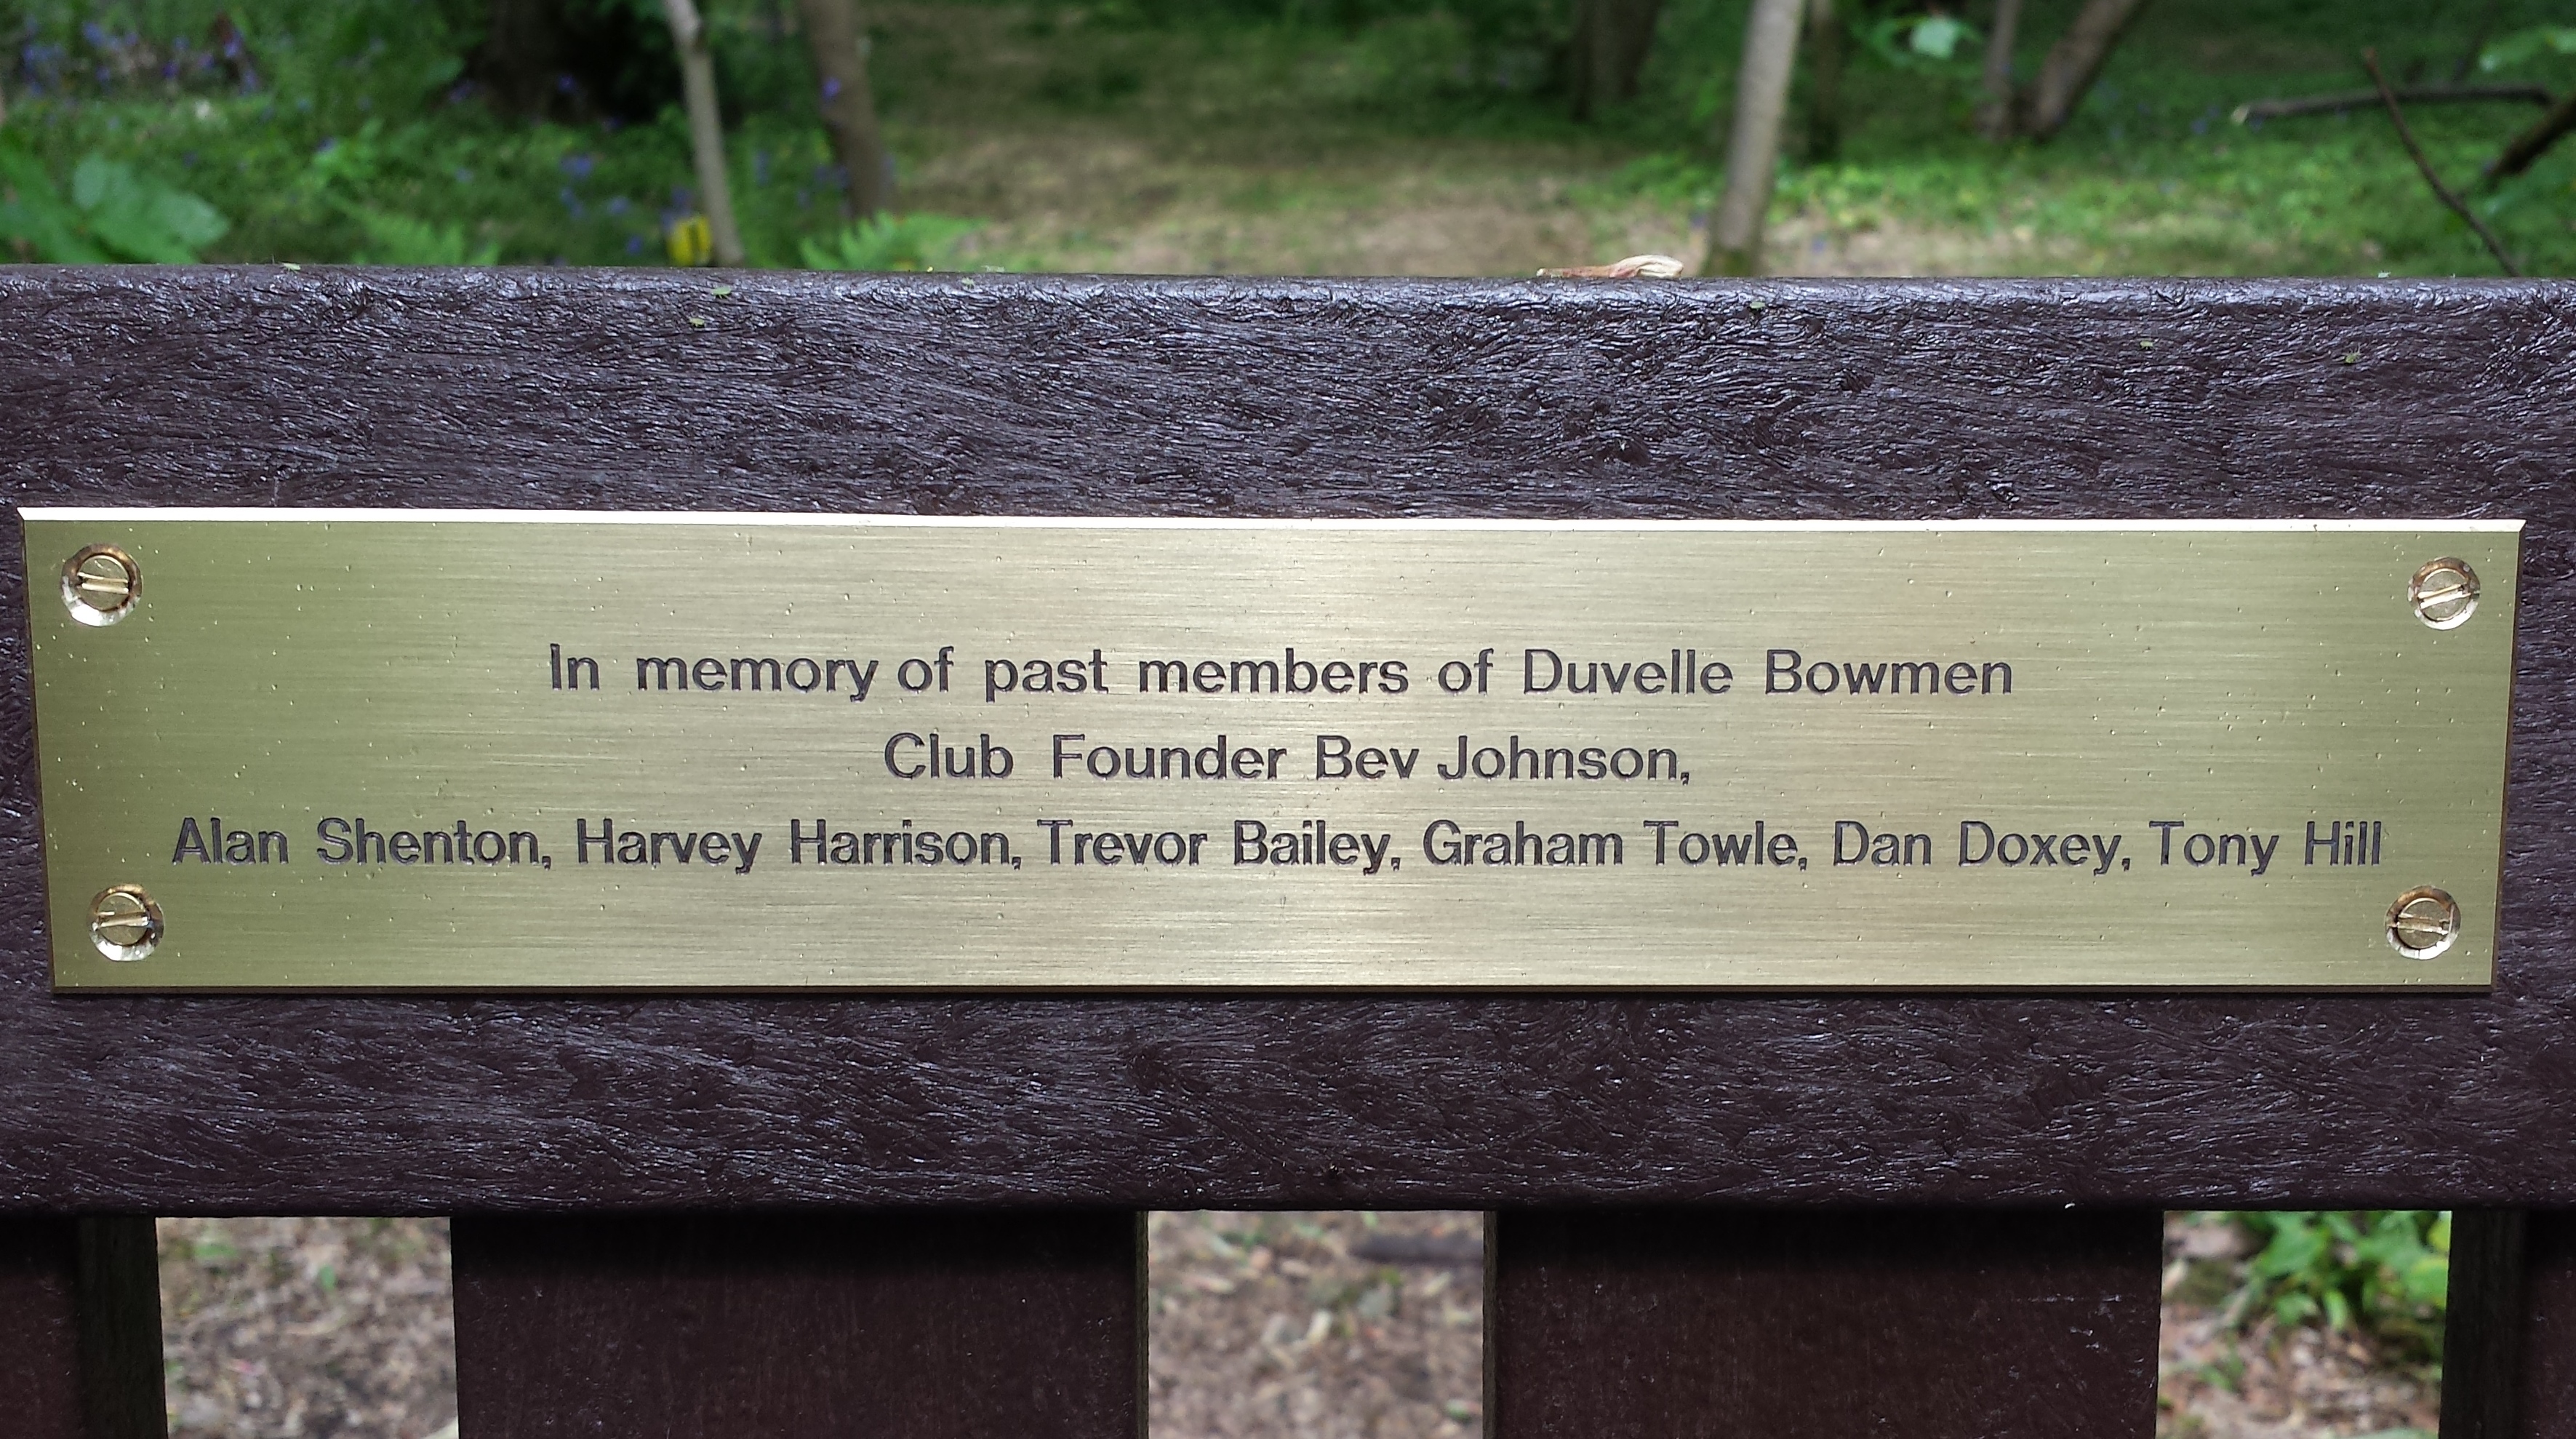 In memory of past members of Duvelle Bowmen
Club Founder Bev Johnson,
Alan Shenton, Harvey Harrison, Trevor Bailey, Graham Towle, Dan Doxey, Tony Hill